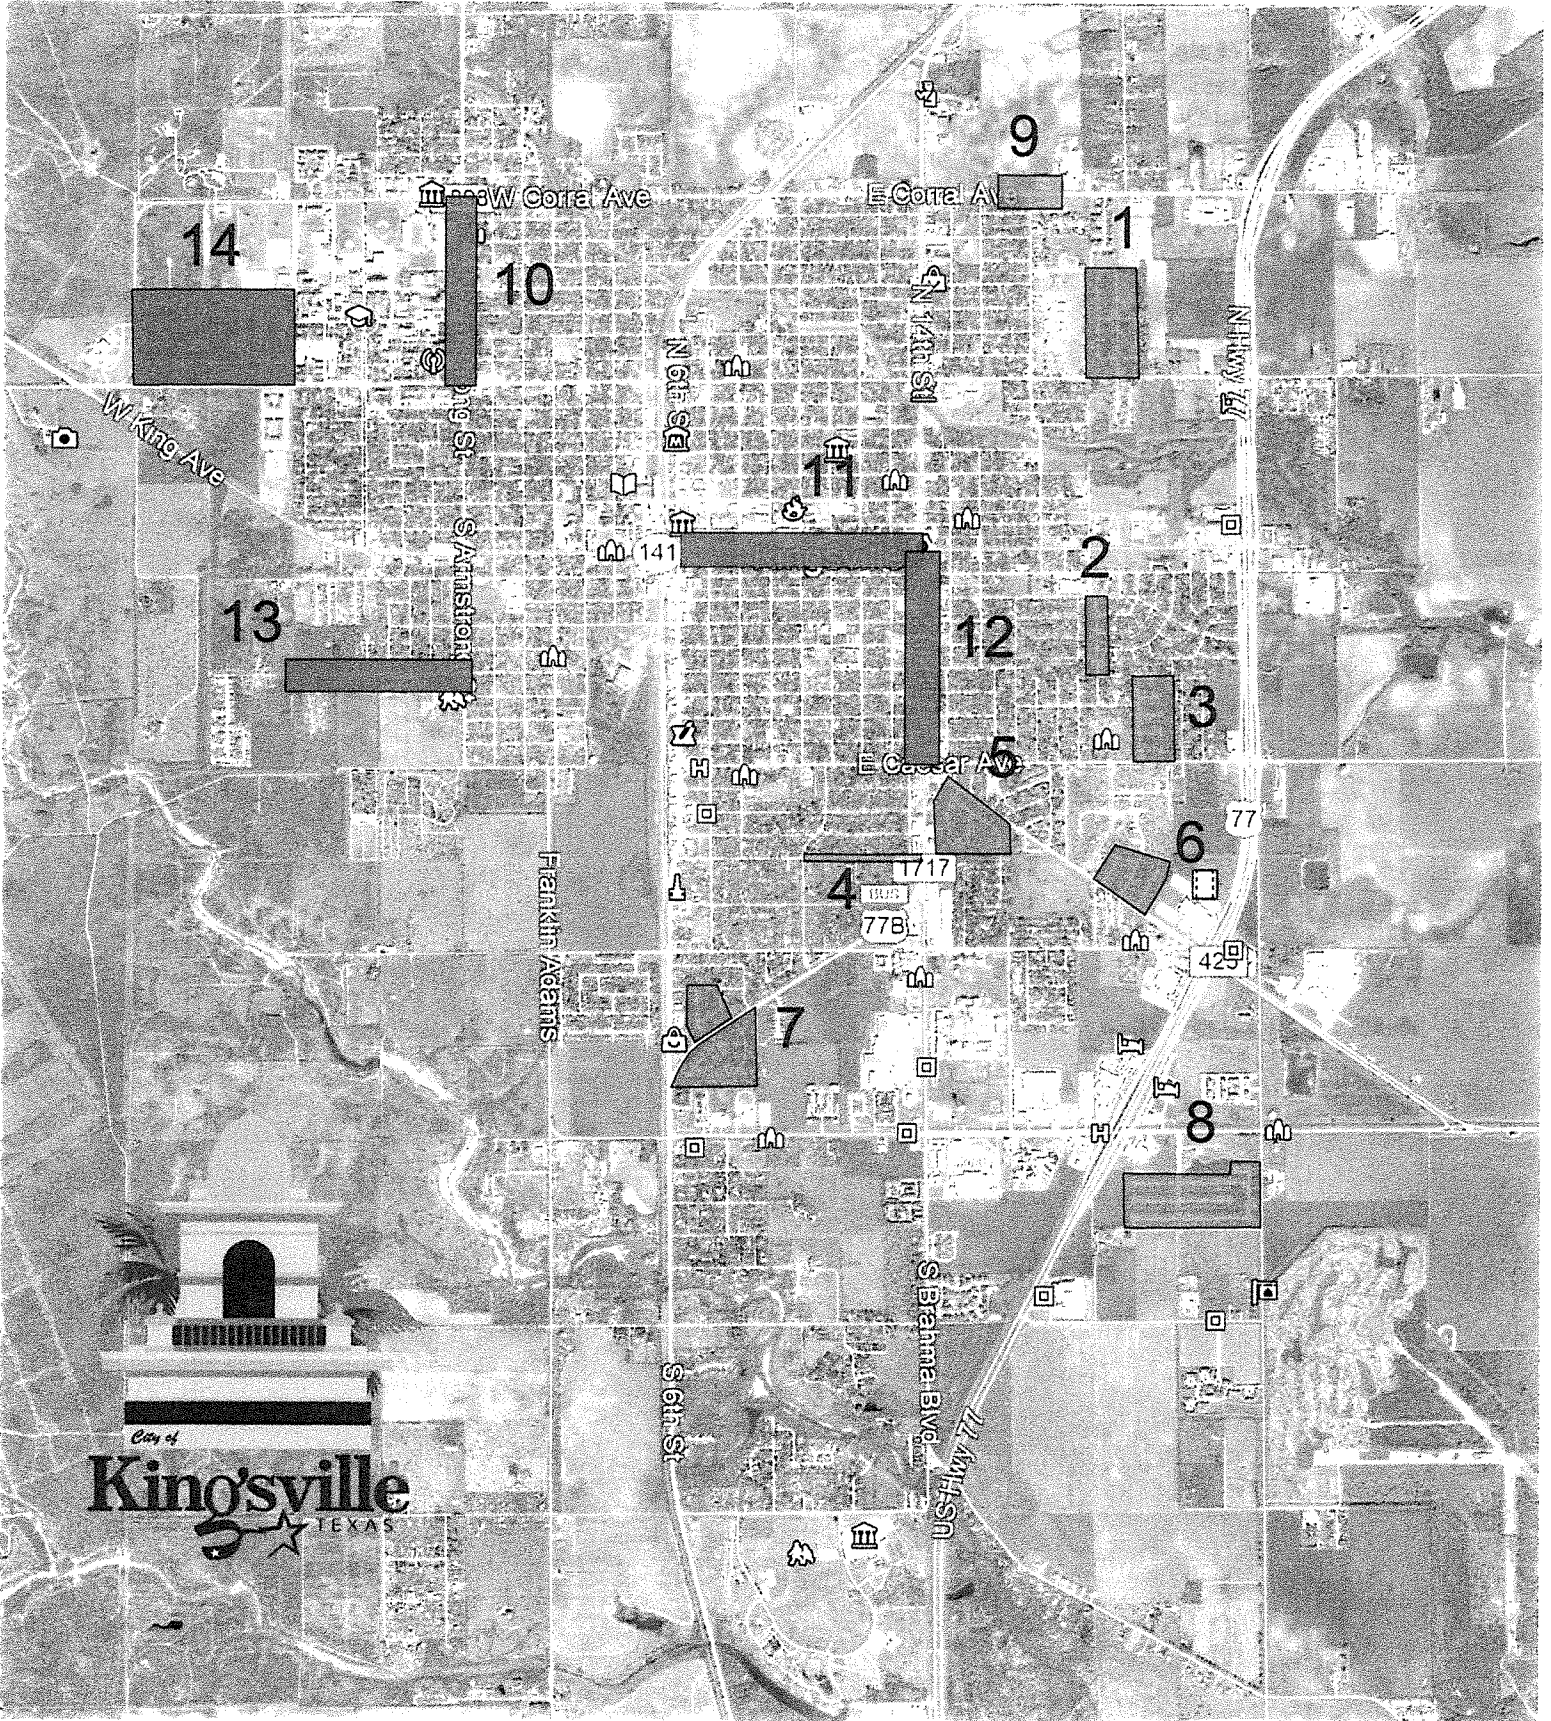 9
W Corral Ave
E Corral Av
1
14
10
N 14th St
N Hwy 77
N 6th S
ong St
W King Ave
11
S Armstrong
141
2
13
12
3
5
E Caesar Ave
77
6
1717
4
BUS
77B
Franklin Adams
425
7
8
S Brahma Blvd
S 6th St
S Hwy 77
City of
Kingsville
TEXAS